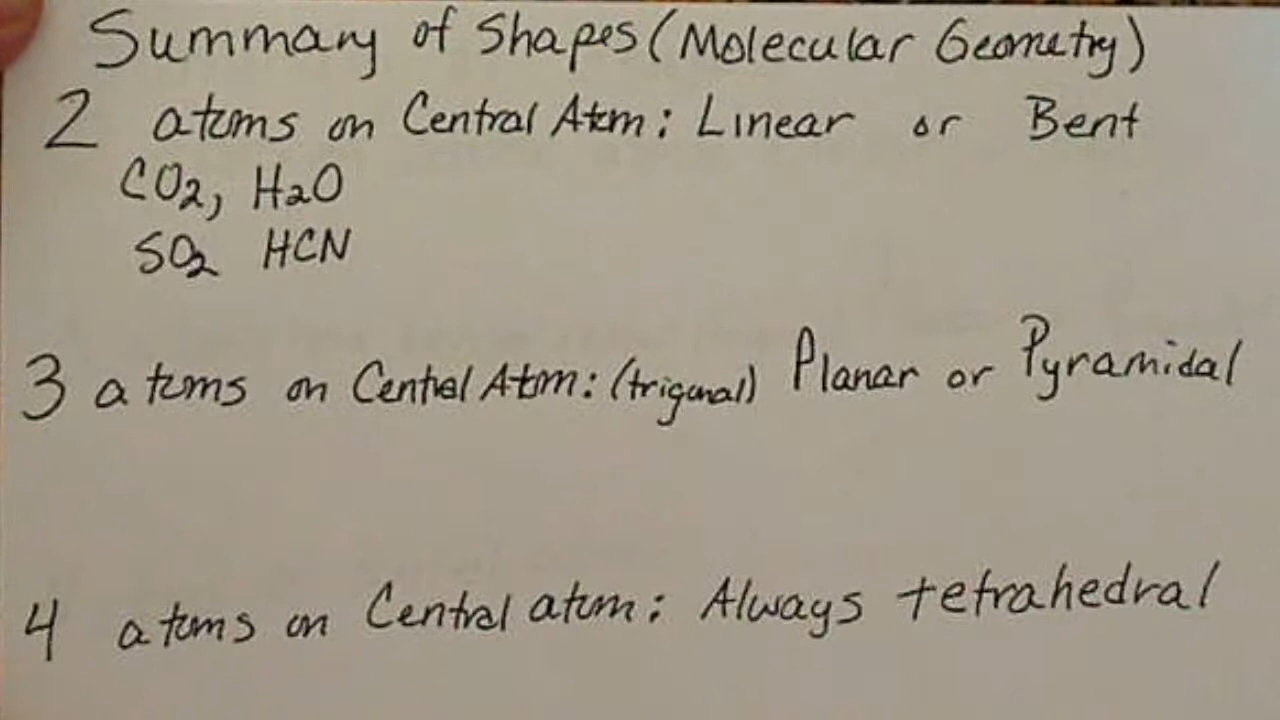 Summary of Shapes (Molecular Geometry)
2 atoms on Central Atom: Linear or Bent
CO2, H2O
SO2 HCN
3 atoms on Central Atom: (trigonal) Planar or Pyramidal
4 atoms on Central atom: Always tetrahedral